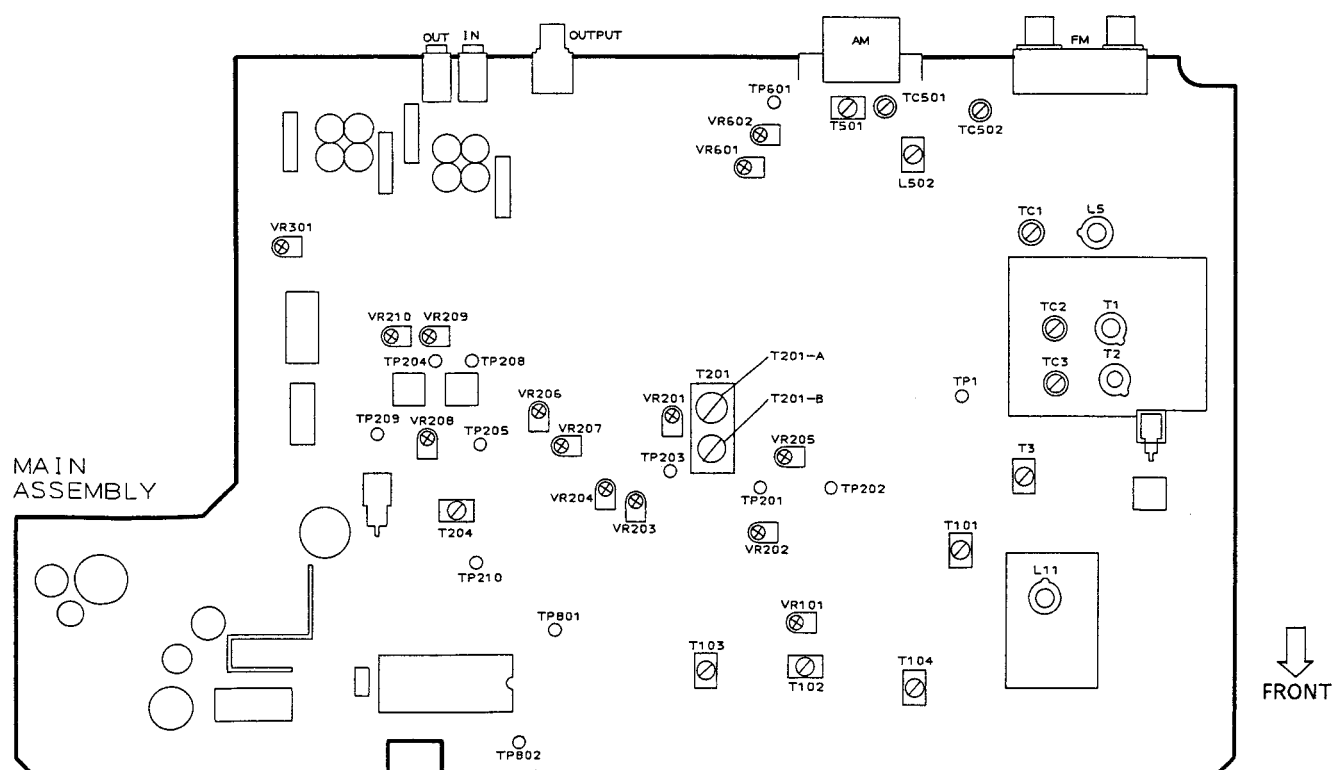 OUT
IN
OUTPUT
AM
FM
TP601
T501
TC501
TC502
VR602
VR601
L502
TC1
L5
VR301
TC2
T1
VR210
VR209
TP204
TP208
T201
T201-A
TC3
T2
TP1
VR206
VR201
T201-B
TP209
VR208
TP205
VR207
VR205
T3
TP203
MAIN
ASSEMBLY
VR204
VR203
TP201
TP202
T204
VR202
T101
TP210
L11
VR101
TP801
T103
T102
T104
FRONT
TP802